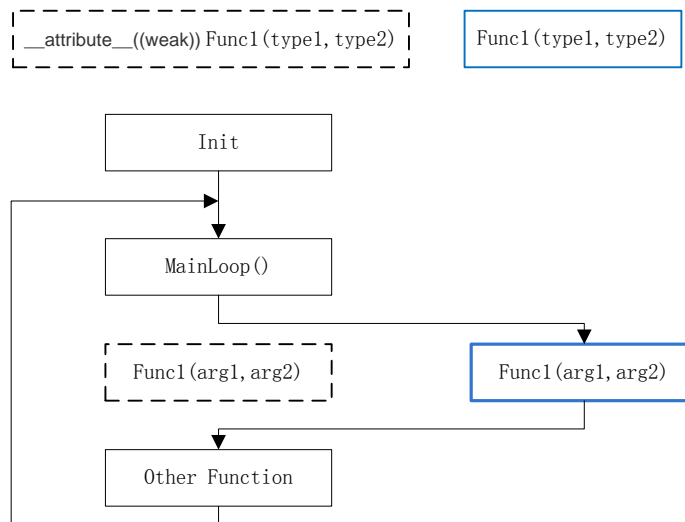 __attribute__((weak)) Func1(type1,type2)
Func1(type1,type2)
Init
MainLoop()
Func1(arg1,arg2)
Func1(arg1,arg2)
Other Function